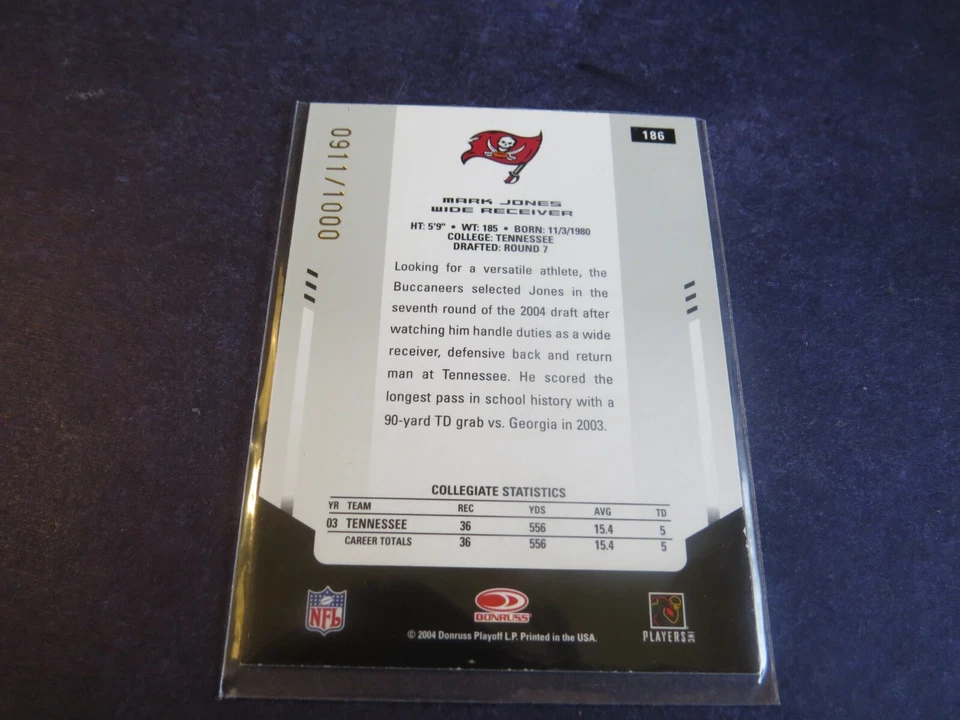 0911/1000
186
MARK JONES
WIDE RECEIVER
HT: 5'9" • WT: 185 • BORN: 11/3/1980
COLLEGE: TENNESSEE
DRAFTED: ROUND 7
Looking for a versatile athlete, the
Buccaneers selected Jones in the
seventh round of the 2004 draft after
watching him handle duties as a wide
receiver, defensive back and return
man at Tennessee. He scored the
longest pass in school history with a
90-yard TD grab vs. Georgia in 2003.
COLLEGIATE STATISTICS
YR TEAM REC YDS AVG TD
03 TENNESSEE 36 556 15.4 5
CAREER TOTALS 36 556 15.4 5
NFL
DONRUSS
PLAYERS INC
© 2004 Donruss Playoff L.P. Printed in the USA.